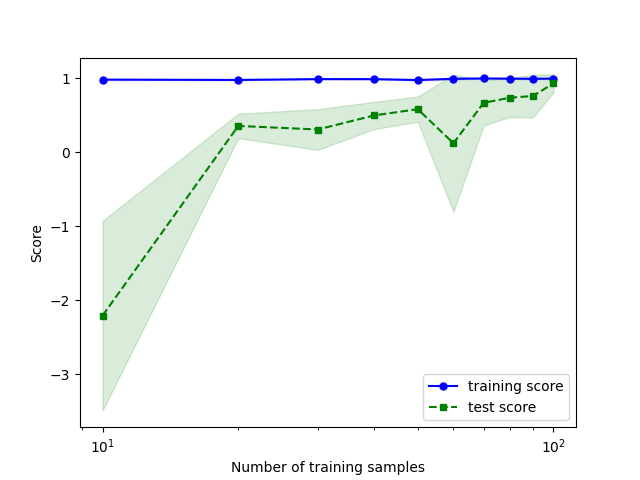 1
0
−1
−2
−3
Score
10¹
10²
Number of training samples
training score
test score